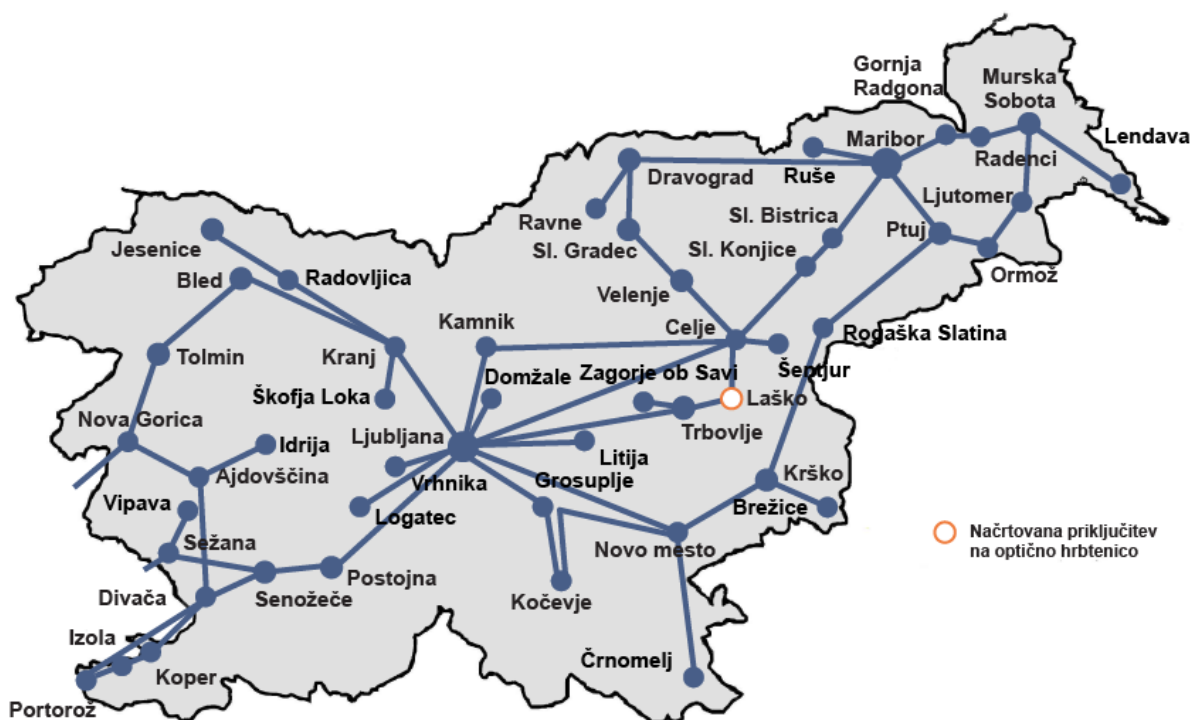 Gornja
Radgona
Murska
Sobota
Maribor
Lendava
Radenci
Dravograd
Ruše
Ljutomer
Ravne
Sl. Bistrica
Ptuj
Jesenice
Sl. Gradec
Sl. Konjice
Ormož
Bled
Radovljica
Velenje
Kamnik
Celje
Rogaška Slatina
Tolmin
Kranj
Domžale
Zagorje ob Savi
Šentjur
Škofja Loka
Laško
Nova Gorica
Ljubljana
Trbovlje
Idrija
Litija
Ajdovščina
Vrhnika
Grosuplje
Krško
Vipava
Brežice
Logatec
Sežana
Novo mesto
Načrtovana priključitev
na optično hrbtenico
Postojna
Divača
Senožeče
Kočevje
Izola
Črnomelj
Koper
Portorož